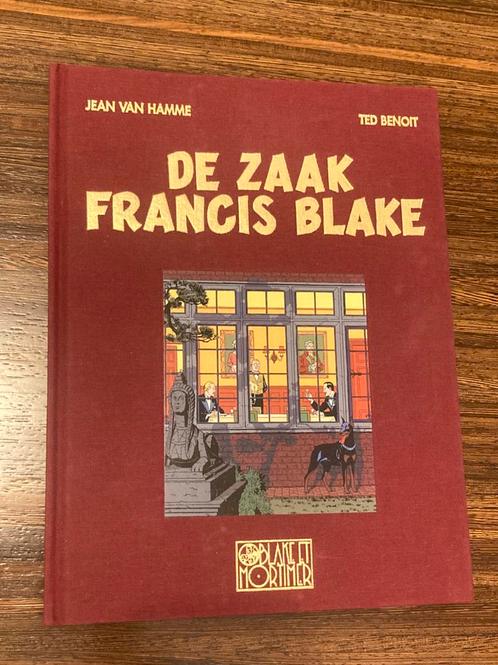 JEAN VAN HAMME
TED BENOIT
DE ZAAK
FRANCIS BLAKE
BLAKE ET
MORTIMER